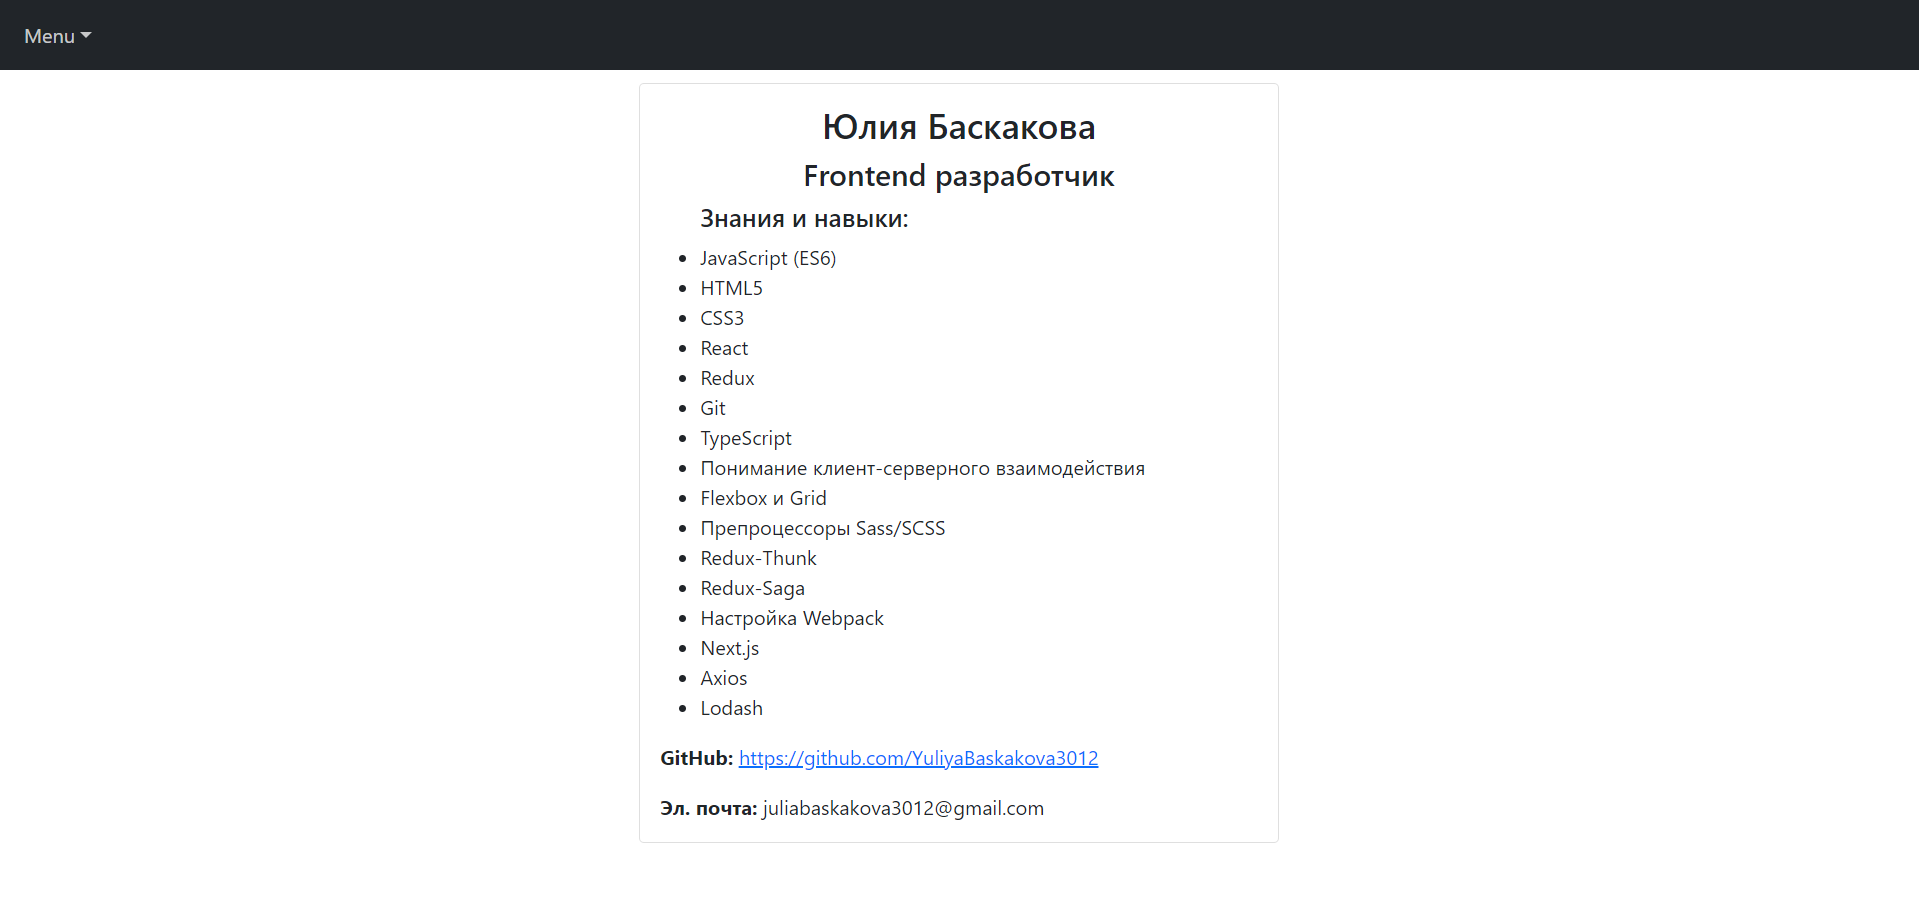 Menu
Юлия Баскакова
Frontend разработчик
Знания и навыки:
JavaScript (ES6)
HTML5
CSS3
React
Redux
Git
TypeScript
Понимание клиент-серверного взаимодействия
Flexbox и Grid
Препроцессоры Sass/SCSS
Redux-Thunk
Redux-Saga
Настройка Webpack
Next.js
Axios
Lodash
GitHub: https://github.com/YuliyaBaskakova3012
Эл. почта: juliabaskakova3012@gmail.com